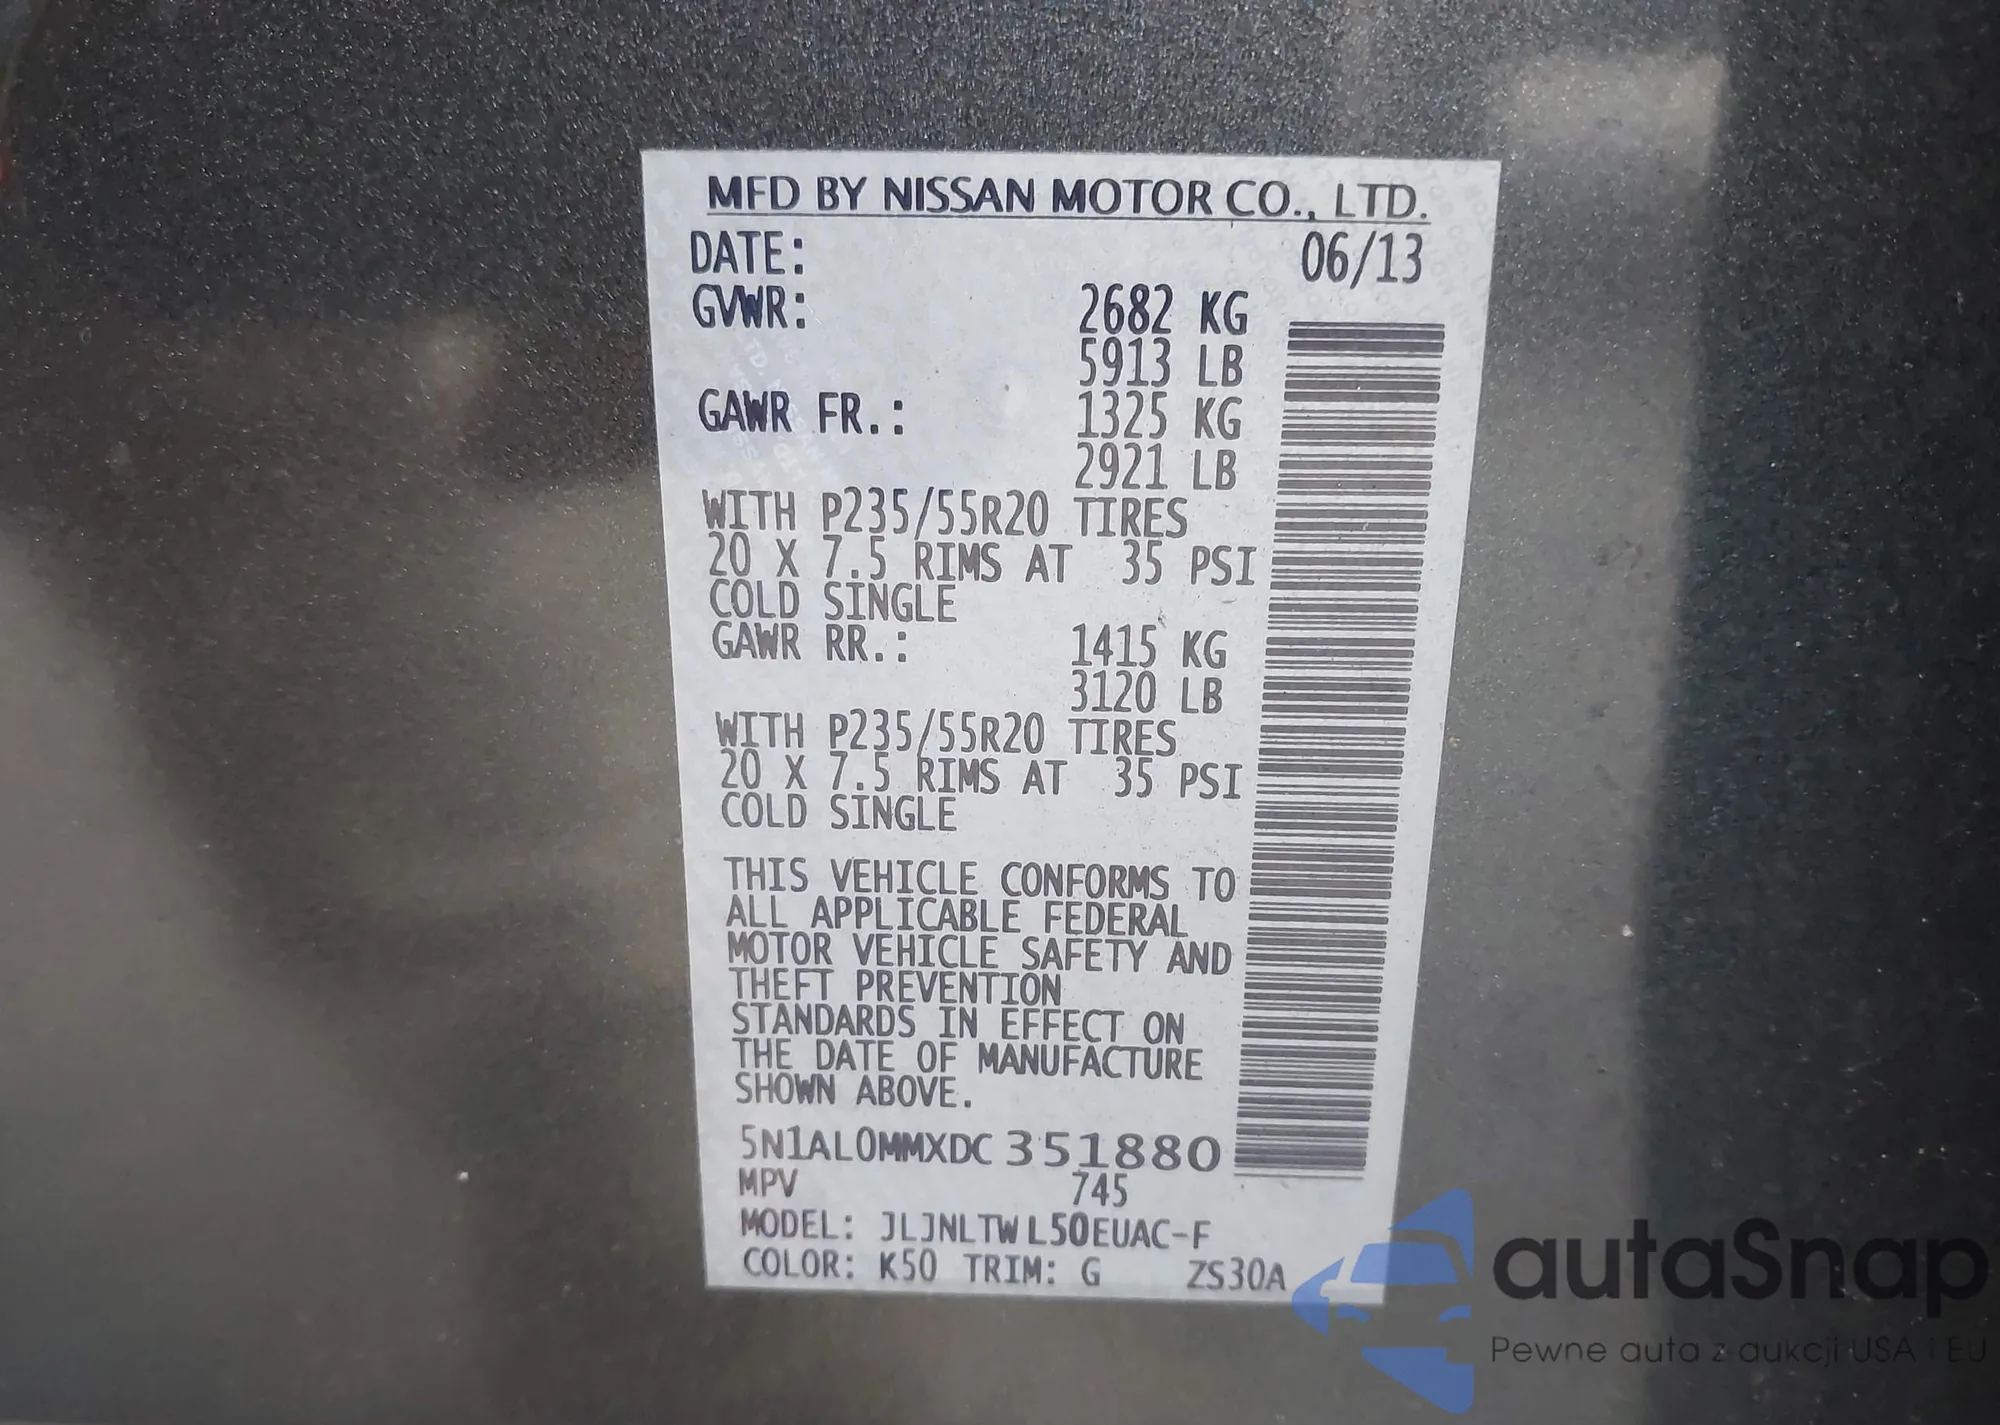 MFD BY NISSAN MOTOR CO., LTD.
DATE: 06/13
GVWR: 2682 KG
5913 LB
GAWR FR.: 1325 KG
2921 LB
WITH P235/55R20 TIRES
20 X 7.5 RIMS AT 35 PSI
COLD SINGLE
GAWR RR.: 1415 KG
3120 LB
WITH P235/55R20 TIRES
20 X 7.5 RIMS AT 35 PSI
COLD SINGLE
THIS VEHICLE CONFORMS TO
ALL APPLICABLE FEDERAL
MOTOR VEHICLE SAFETY AND
THEFT PREVENTION
STANDARDS IN EFFECT ON
THE DATE OF MANUFACTURE
SHOWN ABOVE.
5N1AL0MMXDC351880
MPV 745
MODEL: JLJNLTWL50EUAC-F
COLOR: K50 TRIM: G ZS30A
autaSnap
Pewne auta z aukcji USA i EU